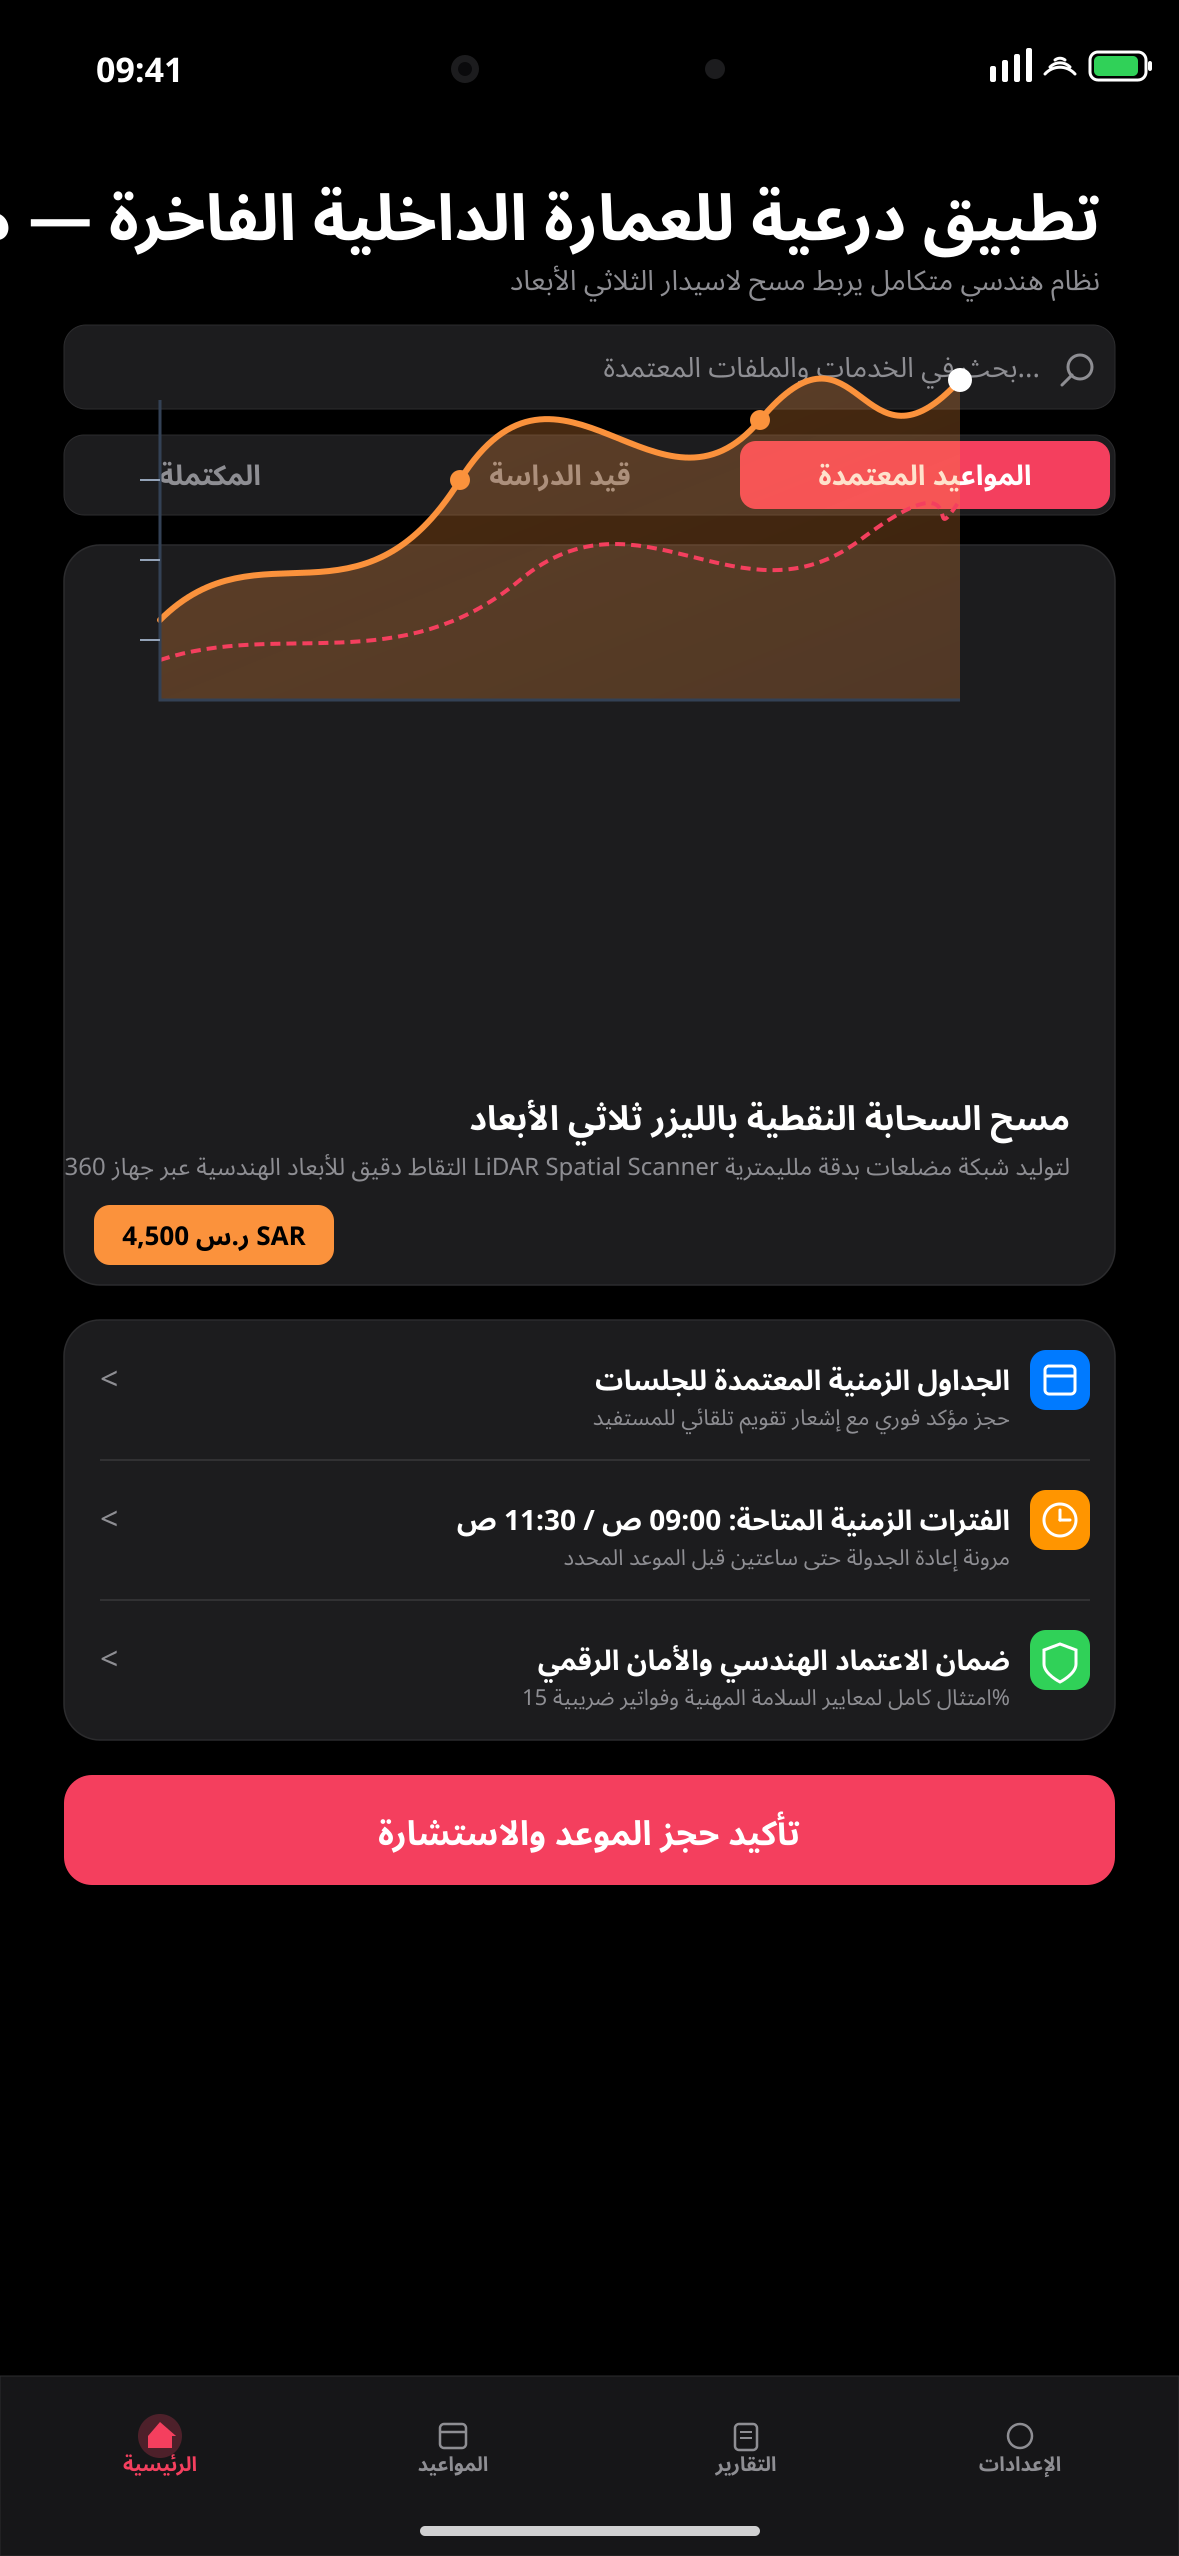 09:41
تطبيق درعية للعمارة الداخلية الفاخرة —
نظام هندسي متكامل يربط مسح لاسيدار الثلاثي الأبعاد
بحث في الخدمات والملفات المعتمدة...
المواعيد المعتمدة
قيد الدراسة
المكتملة
مسح السحابة النقطية بالليزر ثلاثي الأبعاد
لتوليد شبكة مضلعات بدقة ملليمترية LiDAR Spatial Scanner التقاط دقيق للأبعاد الهندسية عبر جهاز 360
4,500 ر.س SAR
الجداول الزمنية المعتمدة للجلسات
حجز مؤكد فوري مع إشعار تقويم تلقائي للمستفيد
الفترات الزمنية المتاحة: 09:00 ص / 11:30 ص
مرونة إعادة الجدولة حتى ساعتين قبل الموعد المحدد
ضمان الاعتماد الهندسي والأمان الرقمي
%امتثال كامل لمعايير السلامة المهنية وفواتير ضريبية 15
تأكيد حجز الموعد والاستشارة
الإعدادات
التقارير
المواعيد
الرئيسية